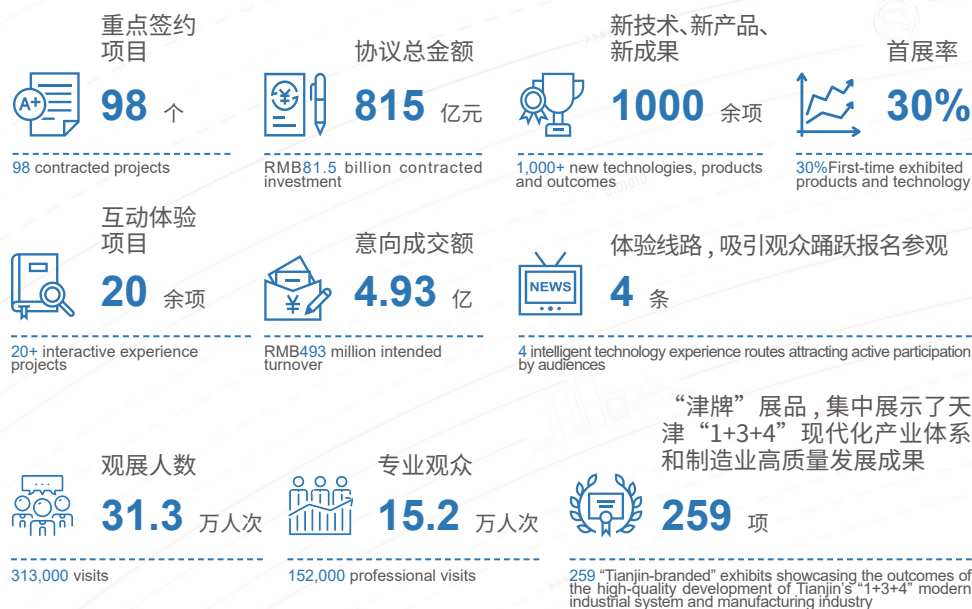 重点签约
项目
98 个
98 contracted projects
协议总金额
815 亿元
RMB81.5 billion contracted
investment
新技术、新产品、
新成果
1000 余项
1,000+ new technologies, products
and outcomes
首展率
30%
30%First-time exhibited
products and technology
互动体验
项目
20 余项
20+ interactive experience
projects
意向成交额
4.93 亿
RMB493 million intended
turnover
体验线路,吸引观众踊跃报名参观
NEWS
4 条
4 intelligent technology experience routes attracting active participation
by audiences
观展人数
31.3 万人次
313,000 visits
专业观众
15.2 万人次
152,000 professional visits
“津牌”展品,集中展示了天
津“1+3+4”现代化产业体系
和制造业高质量发展成果
259 项
259 “Tianjin-branded” exhibits showcasing the outcomes of
the high-quality development of Tianjin’s “1+3+4” modern
industrial system and manufacturing industry
A+